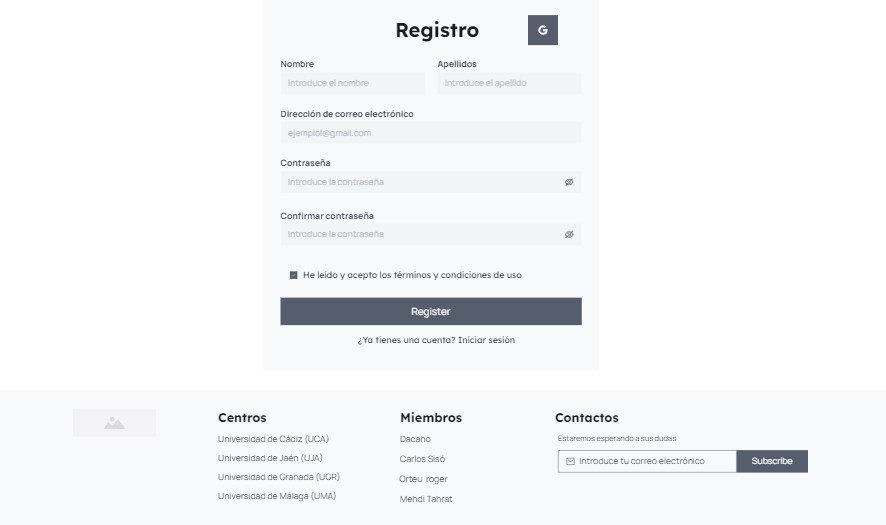 Registro
G
Nombre
Apellidos
Introduce el nombre
Introduce el apellido
Dirección de correo electrónico
ejemplol@gmail.com
Contraseña
Introduce la contraseña
Confirmar contraseña
Introduce la contraseña
He leído y acepto los términos y condiciones de uso
Register
¿Ya tienes una cuenta? Iniciar sesión
Centros
Universidad de Cádiz (UCA)
Universidad de Jaén (UJA)
Universidad de Granada (UGR)
Universidad de Málaga (UMA)
Miembros
Dacaho
Carlos Sisó
Orteu roger
Mehdi Tahrat
Contactos
Estaremos esperando a sus dudas
Introduce tu correo electrónico
Subscribe